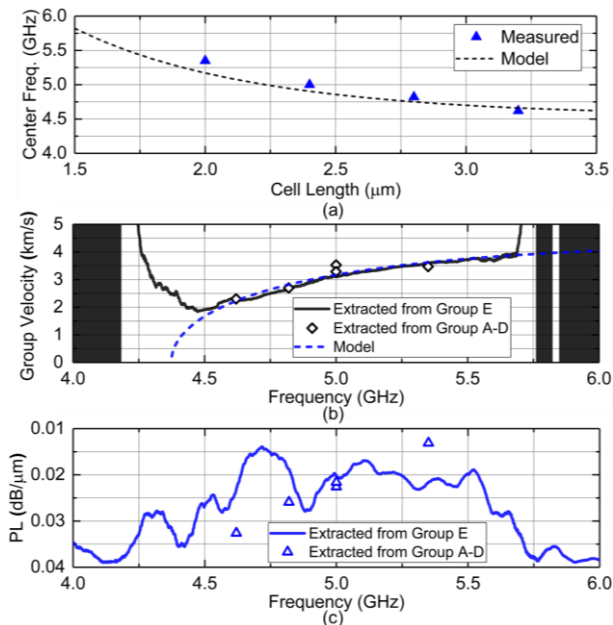 6.0
5.5
5.0
4.5
4.0
Center Freq. (GHz)
Measured
Model
1.5 2.0 2.5 3.0 3.5
Cell Length (μm)
(a)
5
4
3
2
1
0
Group Velocity (km/s)
Extracted from Group E
Extracted from Group A-D
Model
4.0 4.5 5.0 5.5 6.0
Frequency (GHz)
(b)
0.01
0.02
0.03
0.04
PL (dB/μm)
Extracted from Group E
Extracted from Group A-D
4.0 4.5 5.0 5.5 6.0
Frequency (GHz)
(c)